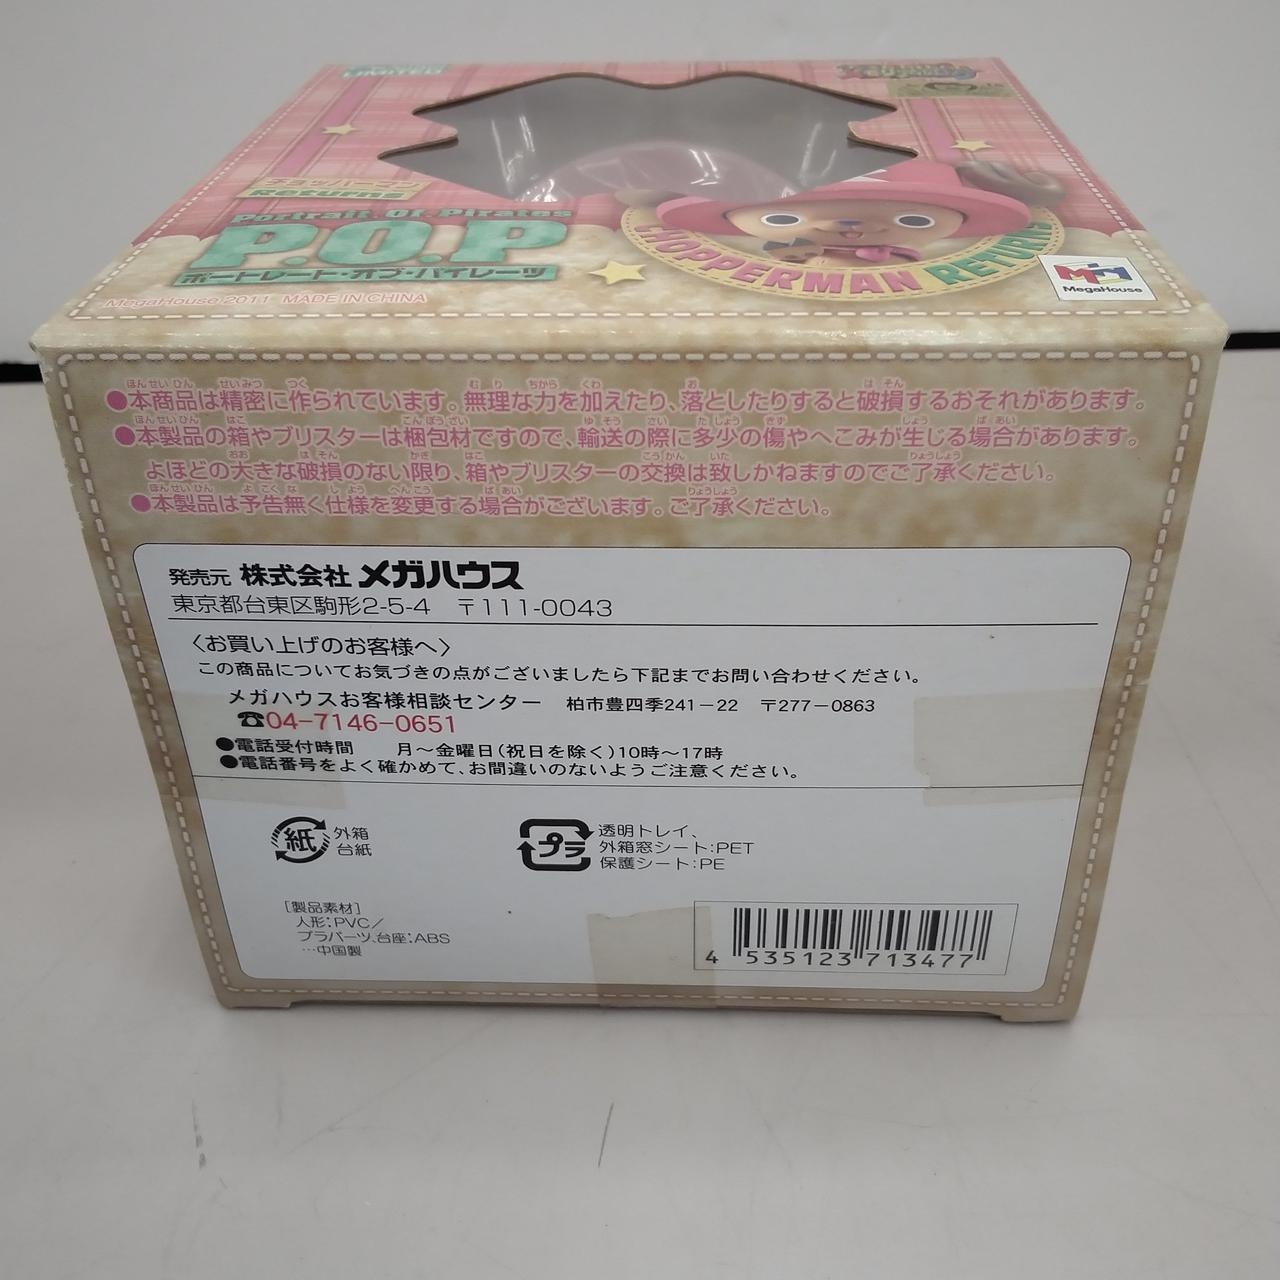 LIMITED
チョッパーマン
Returns
Portrait Of Pirates
P.O.P
ポートレート・オブ・パイレーツ
MegaHouse 2011 MADE IN CHINA
CHOPPERMAN RETURNS
MegaHouse
●本商品は精密に作られています。無理な力を加えたり、落としたりすると破損するおそれがあります。
●本製品の箱やブリスターは梱包材ですので、輸送の際に多少の傷やへこみが生じる場合があります。
よほどの大きな破損のない限り、箱やブリスターの交換は致しかねますのでご了承ください。
●本製品は予告無く仕様を変更する場合がございます。ご了承ください。
発売元 株式会社 メガハウス
東京都台東区駒形2-5-4 〒111-0043
〈お買い上げのお客様へ〉
この商品についてお気づきの点がございましたら下記までお問い合わせください。
メガハウスお客様相談センター 柏市豊四季241-22 〒277-0863
☎04-7146-0651
●電話受付時間 月～金曜日(祝日を除く)10時～17時
●電話番号をよく確かめて、お間違いのないようご注意ください。
紙 外箱
台紙
プラ 透明トレイ、
外箱窓シート:PET
保護シート:PE
[製品素材]
人形:PVC/
プラパーツ、台座:ABS
…中国製
4 535123 713477